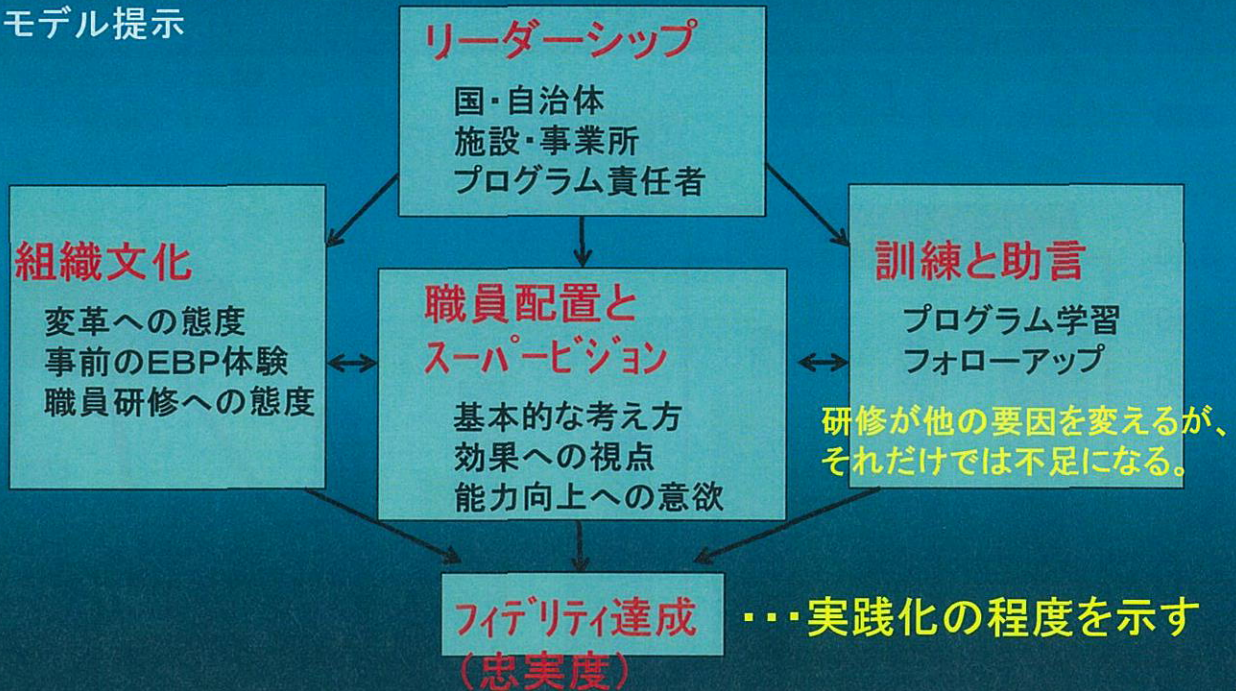 モデル提示
リーダーシップ
国・自治体
施設・事業所
プログラム責任者
組織文化
変革への態度
事前のEBP体験
職員研修への態度
職員配置と
スーパービジョン
基本的な考え方
効果への視点
能力向上への意欲
訓練と助言
プログラム学習
フォローアップ
研修が他の要因を変えるが、
それだけでは不足になる。
フィデリティ達成
(忠実度)
・・・実践化の程度を示す